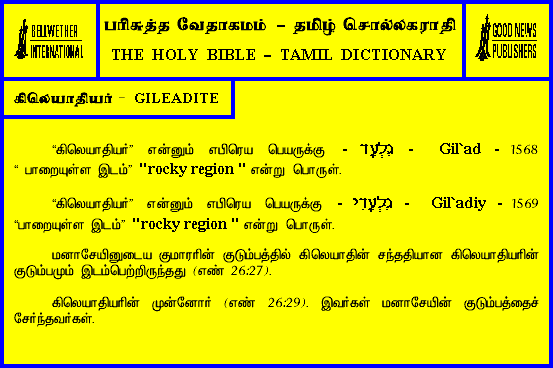 BELLWETHER
INTERNATIONAL
பரிசுத்த வேதாகமம் – தமிழ் சொல்லகராதி
THE HOLY BIBLE – TAMIL DICTIONARY
GOOD NEWS
PUBLISHERS
கிலெயாதியர் – GILEADITE
“கிலெயாதியர்” என்னும் எபிரெய பெயருக்கு - גִּלְעָד - Gil`ad - 1568
“ பாறையுள்ள இடம்” "rocky region " என்று பொருள்.
“கிலெயாதியர்” என்னும் எபிரெய பெயருக்கு - גִּלְעָדִי - Gil`adiy - 1569
“பாறையுள்ள இடம்” "rocky region " என்று பொருள்.
மனாசேயினுடைய குமாரரின் குடும்பத்தில் கிலெயாதின் சந்ததியான கிலெயாதியரின்
குடும்பமும் இடம்பெற்றிருந்தது (எண் 26:27).
கிலெயாதியரின் முன்னோர் (எண் 26:29). இவர்கள் மனாசேயின் குடும்பத்தைச்
சேர்ந்தவர்கள்.